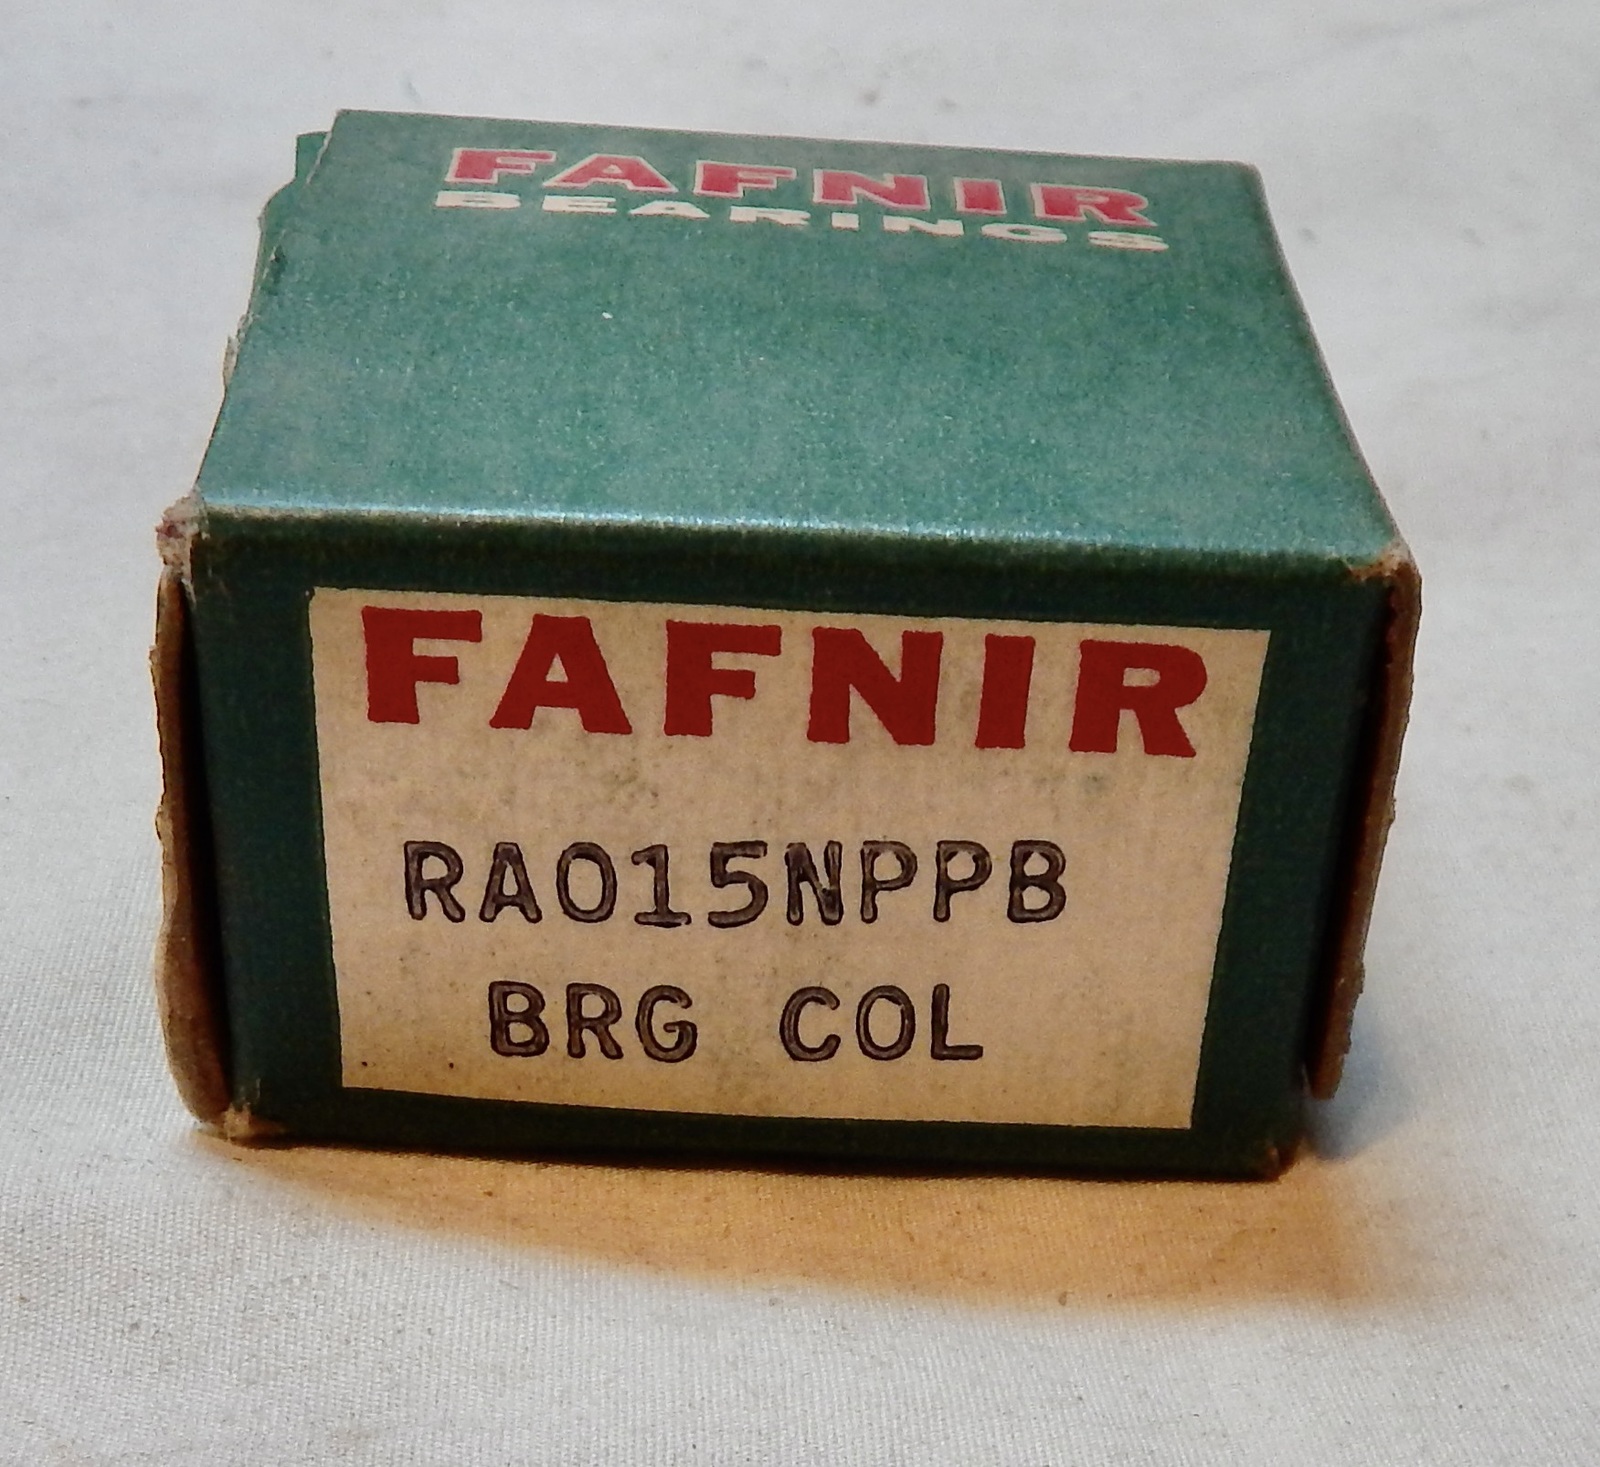 FAFNIR
BEARINGS
FAFNIR
RA015NPPB
BRG COL